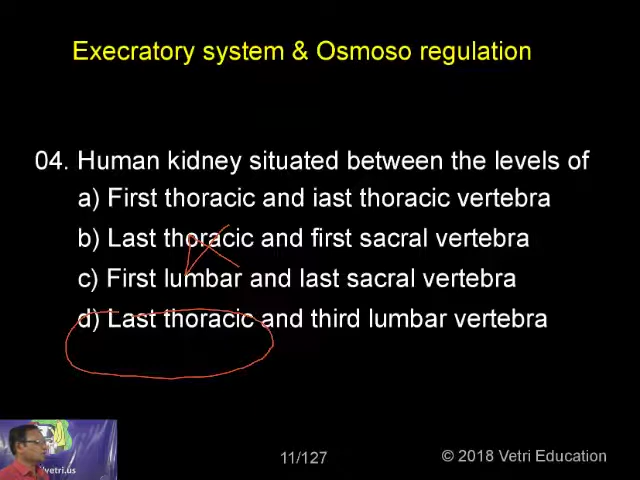 Execratory system & Osmoso regulation
04. Human kidney situated between the levels of
a) First thoracic and iast thoracic vertebra
b) Last thoracic and first sacral vertebra
c) First lumbar and last sacral vertebra
d) Last thoracic and third lumbar vertebra
vetri.us
11/127
© 2018 Vetri Education